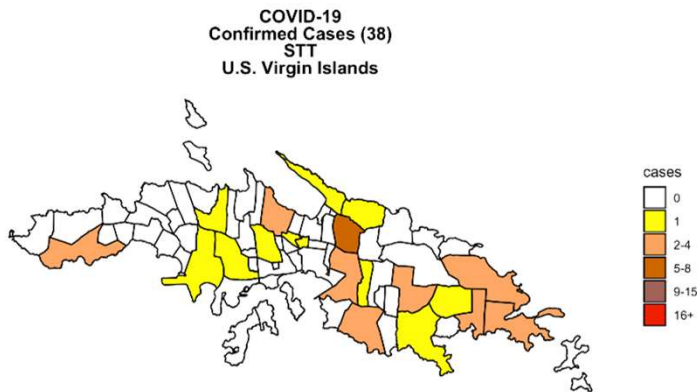 COVID-19
Confirmed Cases (38)
STT
U.S. Virgin Islands
cases
0
1
2-4
5-8
9-15
16+